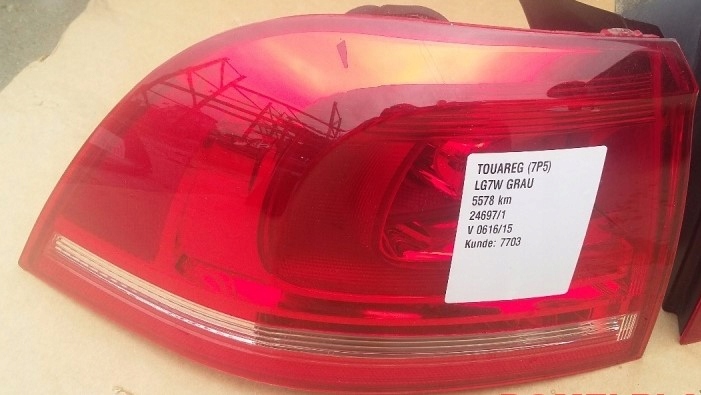 TOUAREG (7P5)
LG7W GRAU
5578 km
24697/1
V 0616/15
Kunde: 7703